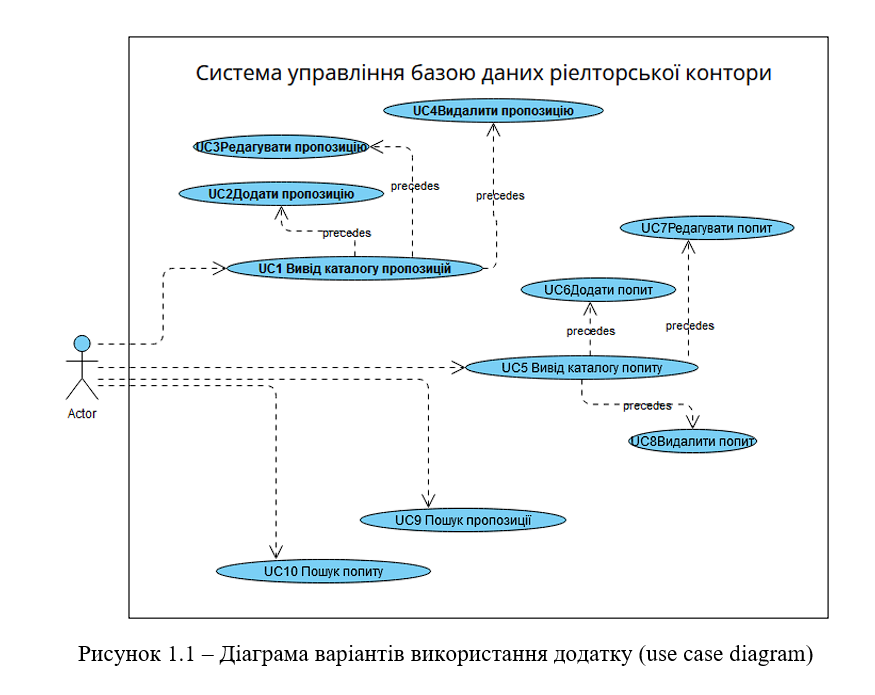 Система управління базою даних ріелторської контори
UC4Видалити пропозицію
UC3Редагувати пропозицію
precedes
UC2Додати пропозицію
precedes
precedes
UC7Редагувати попит
UC1 Вивід каталогу пропозицій
UC6Додати попит
precedes
precedes
UC5 Вивід каталогу попиту
Actor
precedes
UC8Видалити попит
UC9 Пошук пропозиції
UC10 Пошук попиту
Рисунок 1.1 – Діаграма варіантів використання додатку (use case diagram)